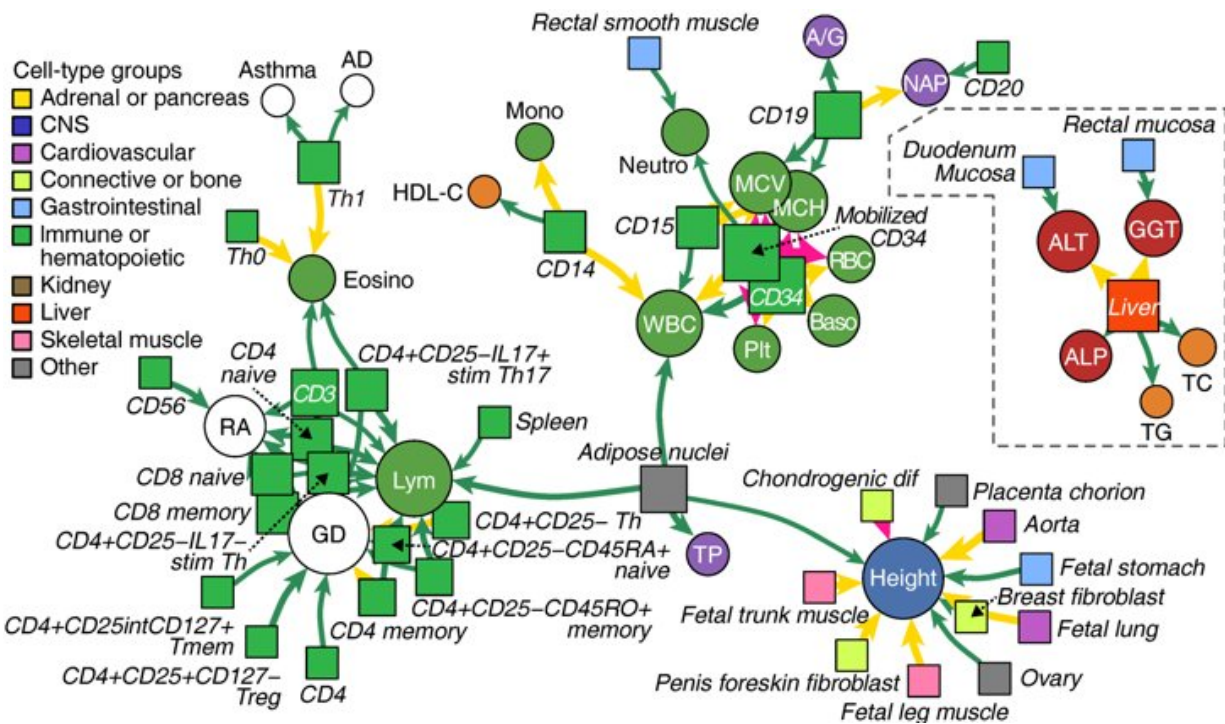 Cell-type groups
Adrenal or pancreas
CNS
Cardiovascular
Connective or bone
Gastrointestinal
Immune or
hematopoietic
Kidney
Liver
Skeletal muscle
Other
Asthma
AD
Th1
Th0
Eosino
Mono
HDL-C
CD14
Rectal smooth muscle
Neutro
A/G
CD19
NAP
CD20
MCV
MCH
CD15
Mobilized
CD34
RBC
CD34
WBC
Plt
Baso
Duodenum
Mucosa
Rectal mucosa
ALT
GGT
Liver
ALP
TC
TG
CD4
naive
CD3
CD4+CD25−IL17+
stim Th17
CD56
RA
Spleen
Lym
CD8 naive
CD8 memory
CD4+CD25−IL17−
stim Th
GD
CD4+CD25− Th
CD4+CD25−CD45RA+
naive
CD4+CD25−CD45RO+
memory
CD4 memory
CD4+CD25intCD127+
Tmem
CD4+CD25+CD127−
Treg
CD4
Adipose nuclei
TP
Chondrogenic dif
Placenta chorion
Aorta
Height
Fetal stomach
Breast fibroblast
Fetal trunk muscle
Fetal lung
Penis foreskin fibroblast
Ovary
Fetal leg muscle